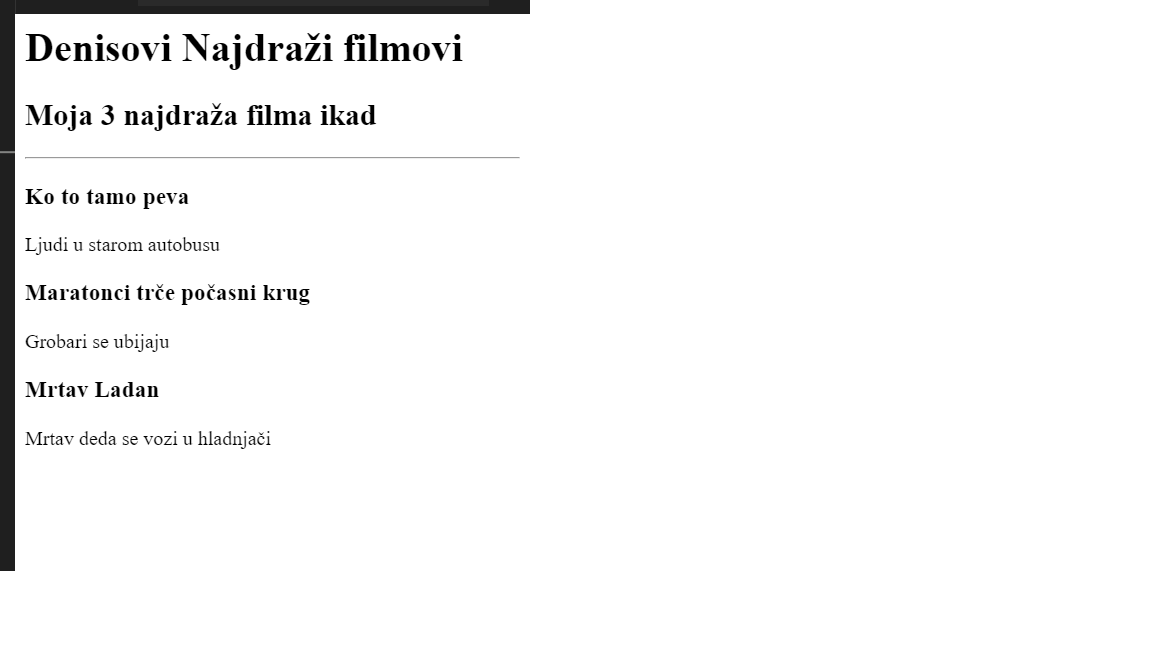 Denisovi Najdraži filmovi
Moja 3 najdraža filma ikad
Ko to tamo peva
Ljudi u starom autobusu
Maratonci trče počasni krug
Grobari se ubijaju
Mrtav Ladan
Mrtav deda se vozi u hladnjači